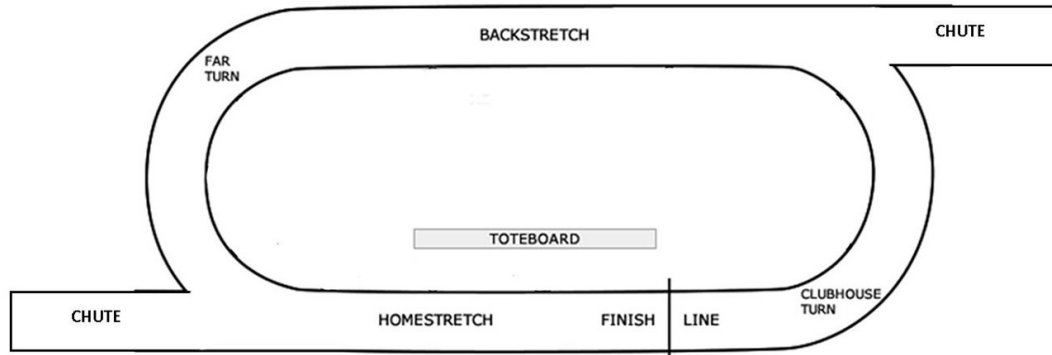 BACKSTRETCH
CHUTE
FAR
TURN
TOTEBOARD
CLUBHOUSE
TURN
CHUTE
HOMESTRETCH
FINISH LINE